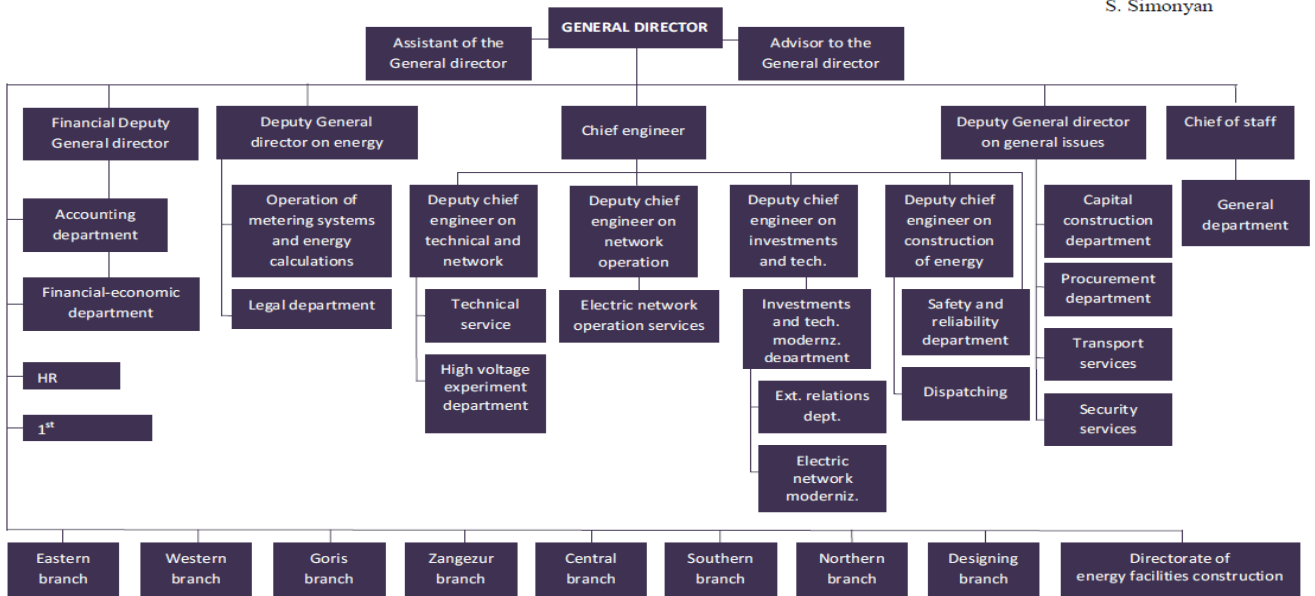 S. Simonyan
GENERAL DIRECTOR
Assistant of the
General director
Advisor to the
General director
Financial Deputy
General director
Deputy General
director on energy
Chief engineer
Deputy General director
on general issues
Chief of staff
Accounting
department
Operation of
metering systems
and energy
calculations
Deputy chief
engineer on
technical and
network
Deputy chief
engineer on
network
operation
Deputy chief
engineer on
investments
and tech.
Deputy chief
engineer on
construction
of energy
Capital
construction
department
General
department
Financial-economic
department
Legal department
Technical
service
Electric network
operation services
Investments
and tech.
modernz.
department
Safety and
reliability
department
Procurement
department
HR
High voltage
experiment
department
Ext. relations
dept.
Dispatching
Transport
services
1st
Electric
network
moderniz.
Security
services
Eastern
branch
Western
branch
Goris
branch
Zangezur
branch
Central
branch
Southern
branch
Northern
branch
Designing
branch
Directorate of
energy facilities construction